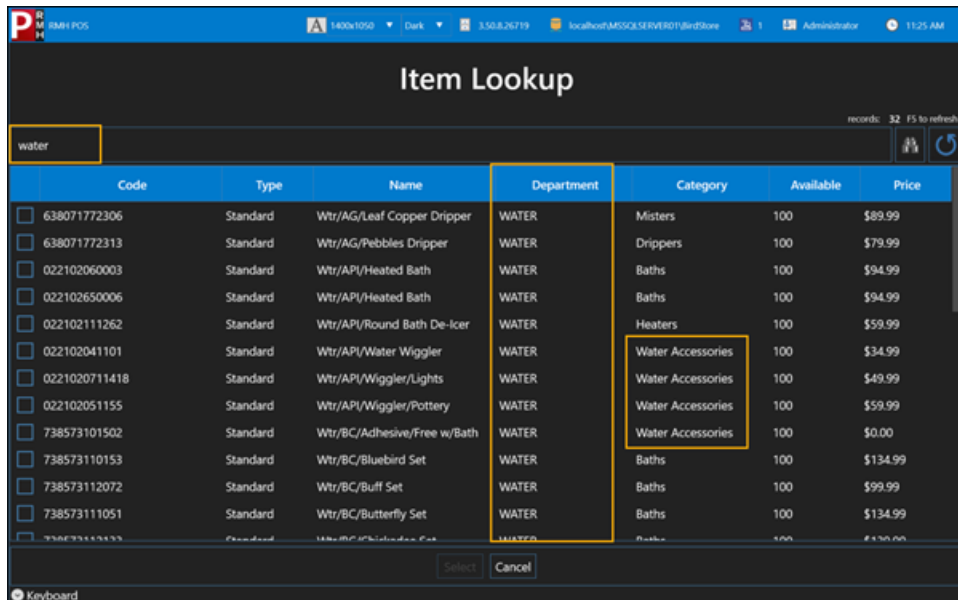 P RMH RMH POS A 1400x1050 Dark 3.50.8.26719 localhost\MSSQLSERVER01\BirdStore 1 Administrator 11:25 AM
Item Lookup
records: 32 F5 to refresh
water
Code Type Name Department Category Available Price
638071772306 Standard Wtr/AG/Leaf Copper Dripper WATER Misters 100 $89.99
638071772313 Standard Wtr/AG/Pebbles Dripper WATER Drippers 100 $79.99
022102060003 Standard Wtr/API/Heated Bath WATER Baths 100 $94.99
022102650006 Standard Wtr/API/Heated Bath WATER Baths 100 $94.99
022102111262 Standard Wtr/API/Round Bath De-Icer WATER Heaters 100 $59.99
022102041101 Standard Wtr/API/Water Wiggler WATER Water Accessories 100 $34.99
0221020711418 Standard Wtr/API/Wiggler/Lights WATER Water Accessories 100 $49.99
022102051155 Standard Wtr/API/Wiggler/Pottery WATER Water Accessories 100 $59.99
738573101502 Standard Wtr/BC/Adhesive/Free w/Bath WATER Water Accessories 100 $0.00
738573110153 Standard Wtr/BC/Bluebird Set WATER Baths 100 $134.99
738573112072 Standard Wtr/BC/Buff Set WATER Baths 100 $99.99
738573111051 Standard Wtr/BC/Butterfly Set WATER Baths 100 $134.99
Select Cancel
Keyboard